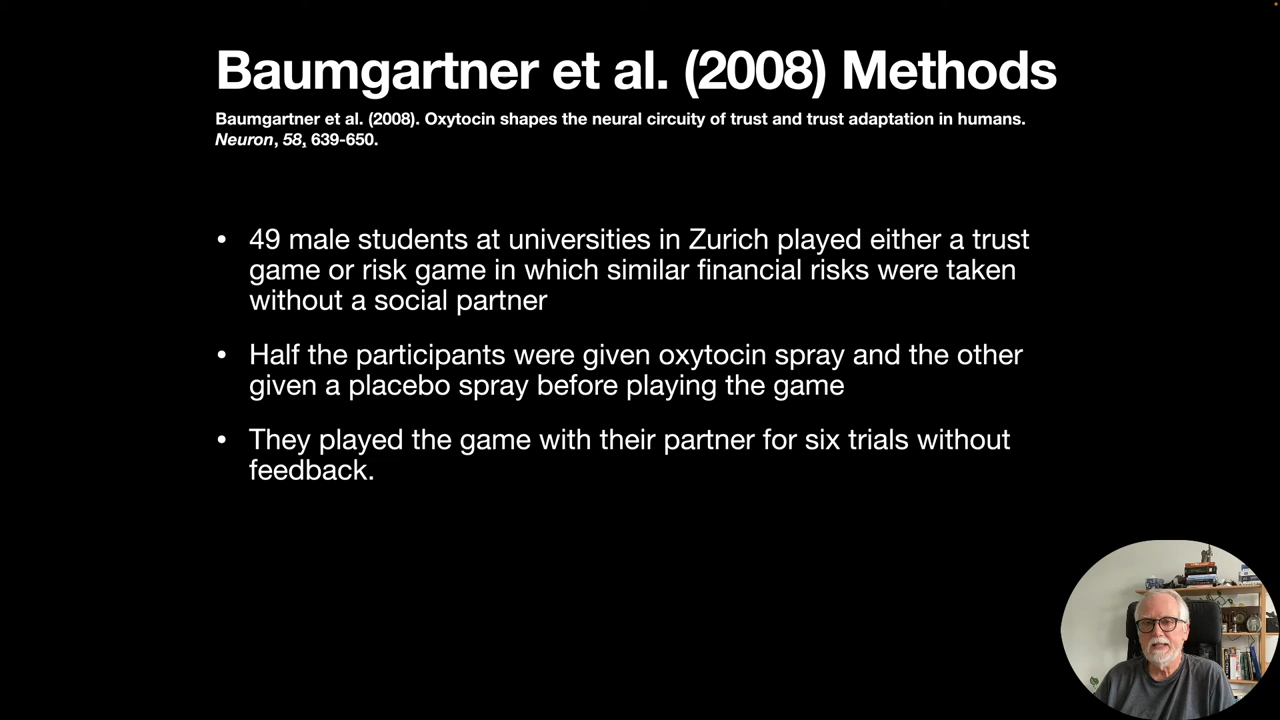 Baumgartner et al. (2008) Methods
Baumgartner et al. (2008). Oxytocin shapes the neural circuity of trust and trust adaptation in humans.
Neuron, 58, 639-650.
• 49 male students at universities in Zurich played either a trust
game or risk game in which similar financial risks were taken
without a social partner
• Half the participants were given oxytocin spray and the other
given a placebo spray before playing the game
• They played the game with their partner for six trials without
feedback.